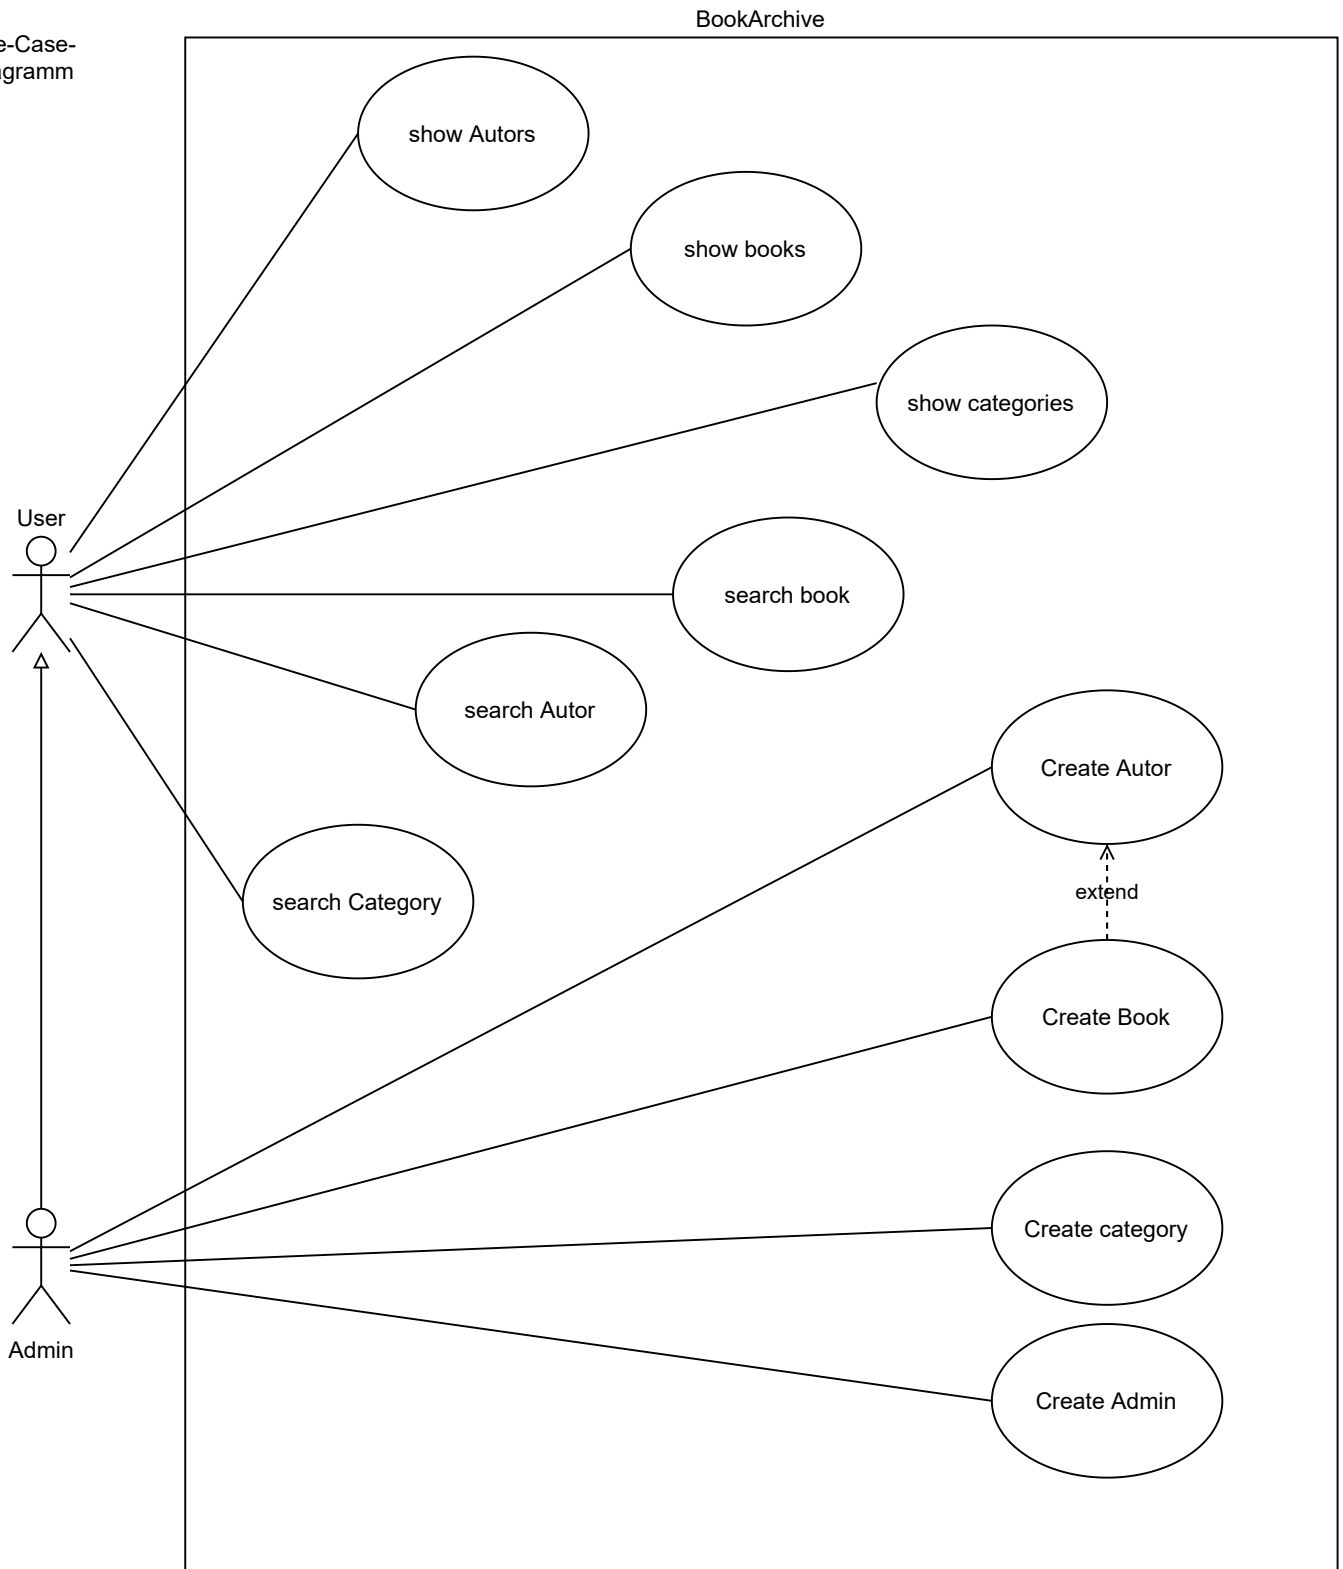 BookArchive
e-Case-
agramm
show Autors
show books
show categories
User
search book
search Autor
Create Autor
extend
search Category
Create Book
Create category
Admin
Create Admin